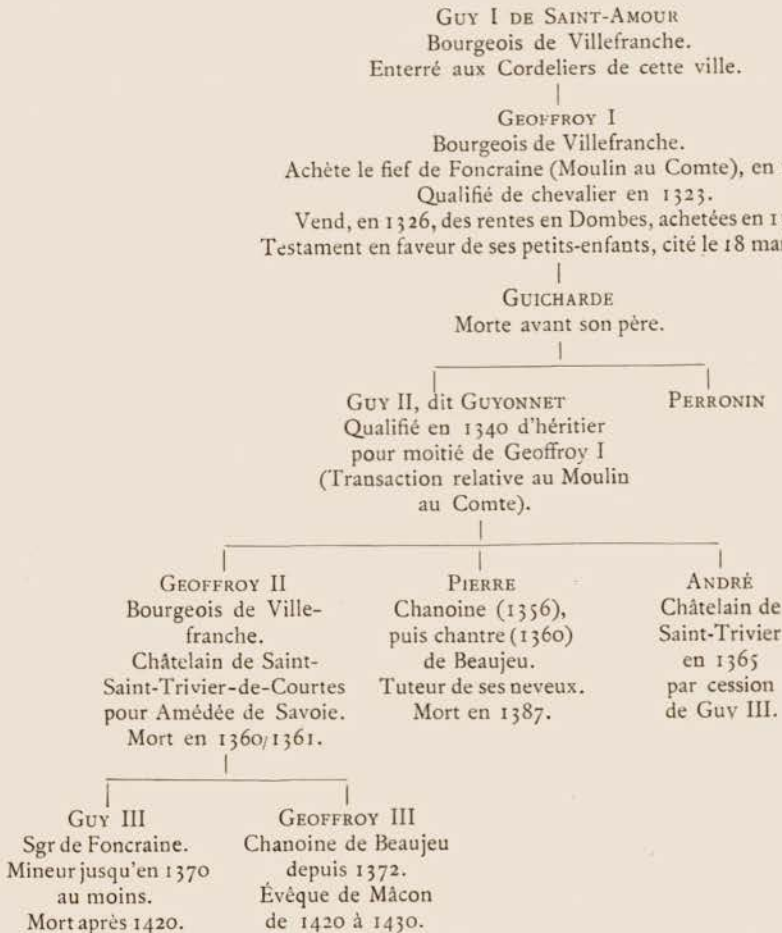 GUY I DE SAINT-AMOUR
Bourgeois de Villefranche.
Enterré aux Cordeliers de cette ville.
GEOFFROY I
Bourgeois de Villefranche.
Achète le fief de Foncraine (Moulin au Comte), en
Qualifié de chevalier en 1323.
Vend, en 1326, des rentes en Dombes, achetées en
Testament en faveur de ses petits-enfants, cité le 18
GUICHARDE
Morte avant son père.
GUY II, dit GUYONNET
Qualifié en 1340 d'héritier
pour moitié de Geoffroy I
(Transaction relative au Moulin
au Comte).
PERRONIN
GEOFFROY II
Bourgeois de Ville-
franche.
Châtelain de Saint-
Saint-Trivier-de-Courtes
pour Amédée de Savoie.
Mort en 1360/1361.
PIERRE
Chanoine (1356),
puis chantre (1360)
de Beaujeu.
Tuteur de ses neveux.
Mort en 1387.
ANDRÉ
Châtelain de
Saint-Trivier
en 1365
par cession
de Guy III.
GUY III
Sgr de Foncraine.
Mineur jusqu'en 1370
au moins.
Mort après 1420.
GEOFFROY III
Chanoine de Beaujeu
depuis 1372.
Évêque de Mâcon
de 1420 à 1430.